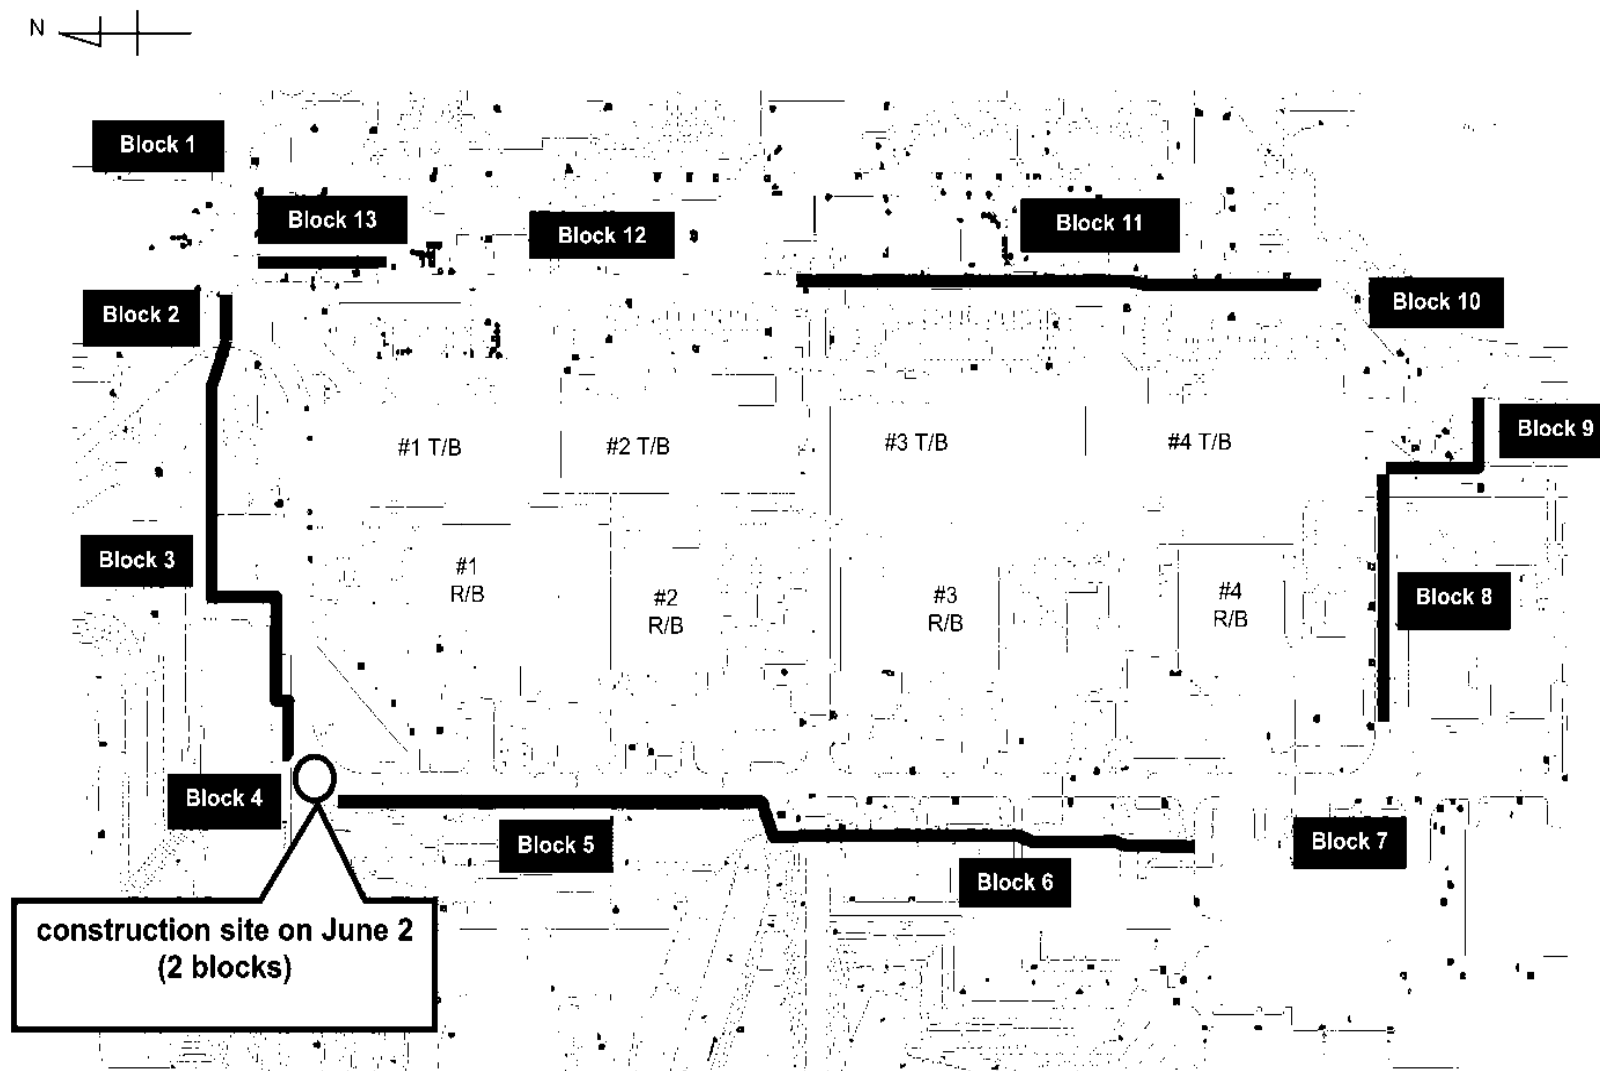 N
Block 1
Block 13
Block 12
Block 11
Block 2
Block 10
Block 9
#1 T/B
#2 T/B
#3 T/B
#4 T/B
Block 3
#1
R/B
#2
R/B
#3
R/B
#4
R/B
Block 8
Block 4
Block 5
Block 6
Block 7
construction site on June 2
(2 blocks)